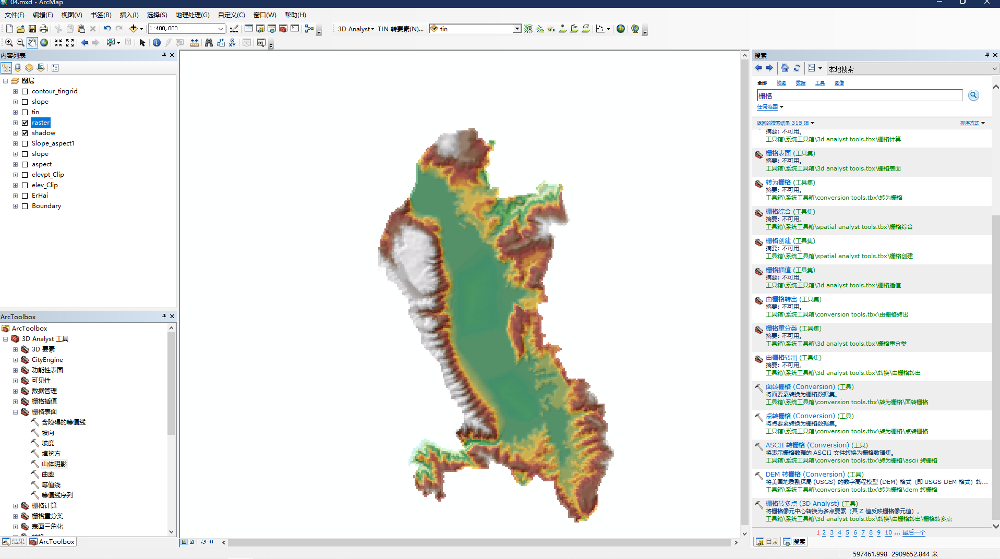 04.mxd - ArcMap
文件(F) 编辑(E) 视图(V) 书签(B) 插入(I) 选择(S) 地理处理(G) 自定义(C) 窗口(W) 帮助(H)
1:400,000
3D Analyst TIN 转要素(N)... tin
内容列表
图层
contour_tingrid
slope
tin
raster
shadow
Slope_aspect1
slope
aspect
elevpt_Clip
elev_Clip
ErHai
Boundary
ArcToolbox
ArcToolbox
3D Analyst 工具
3D 要素
CityEngine
功能性表面
可见性
数据管理
栅格插值
栅格表面
含障碍的等值线
坡向
坡度
填挖方
山体阴影
曲率
等值线
等值线序列
栅格计算
栅格重分类
表面三角化
转换
结果 ArcToolbox
搜索
本地搜索
全部 地图 数据 工具 图像
栅格
任何范围
返回的搜索结果 315 项 排序方式
摘要: 不可用。
工具箱\系统工具箱\3d analyst tools.tbx\栅格计算
栅格表面 (工具集)
摘要: 不可用。
工具箱\系统工具箱\3d analyst tools.tbx\栅格表面
转为栅格 (工具集)
摘要: 不可用。
工具箱\系统工具箱\conversion tools.tbx\转为栅格
栅格综合 (工具集)
摘要: 不可用。
工具箱\系统工具箱\spatial analyst tools.tbx\栅格综合
栅格创建 (工具集)
摘要: 不可用。
工具箱\系统工具箱\spatial analyst tools.tbx\栅格创建
栅格插值 (工具集)
摘要: 不可用。
工具箱\系统工具箱\3d analyst tools.tbx\栅格插值
由栅格转出 (工具集)
摘要: 不可用。
工具箱\系统工具箱\conversion tools.tbx\由栅格转出
栅格重分类 (工具集)
摘要: 不可用。
工具箱\系统工具箱\3d analyst tools.tbx\栅格重分类
由栅格转出 (工具集)
摘要: 不可用。
工具箱\系统工具箱\3d analyst tools.tbx\转换\由栅格转出
面转栅格 (Conversion) (工具)
将面要素转换为栅格数据集。
工具箱\系统工具箱\conversion tools.tbx\转为栅格\面转栅格
点转栅格 (Conversion) (工具)
将点要素转换为栅格数据集。
工具箱\系统工具箱\conversion tools.tbx\转为栅格\点转栅格
ASCII 转栅格 (Conversion) (工具)
将表示栅格数据的 ASCII 文件转换为栅格数据集。
工具箱\系统工具箱\conversion tools.tbx\转为栅格\ascii 转栅格
DEM 转栅格 (Conversion) (工具)
将美国地质勘探局 (USGS) 的数字高程模型 (DEM) 格式（即 USGS DEM 格式）转...
工具箱\系统工具箱\conversion tools.tbx\转为栅格\dem 转栅格
栅格转多点 (3D Analyst) (工具)
将栅格像元中心转换为多点要素（其 Z 值反映栅格像元值）。
工具箱\系统工具箱\3d analyst tools.tbx\转换\由栅格转出\栅格转多点
1 2 3 4 5 6 7 8 9 10 ... 最后一个
目录 搜索
597461.998 2909652.844 米